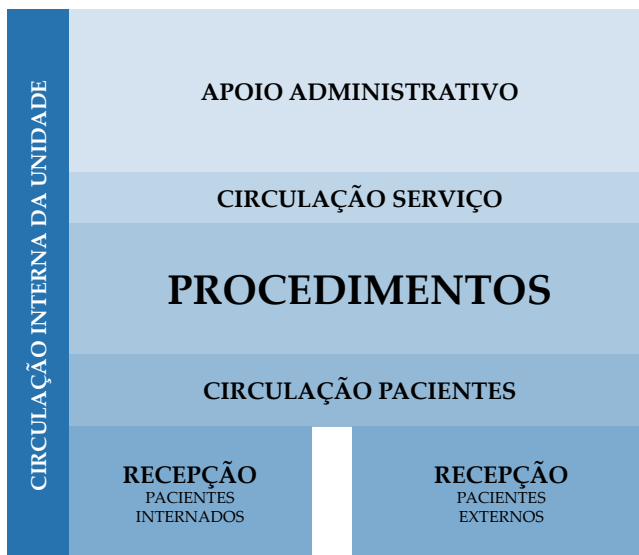 CIRCULAÇÃO INTERNA DA UNIDADE
APOIO ADMINISTRATIVO
CIRCULAÇÃO SERVIÇO
PROCEDIMENTOS
CIRCULAÇÃO PACIENTES
RECEPÇÃO
PACIENTES
INTERNADOS
RECEPÇÃO
PACIENTES
EXTERNOS